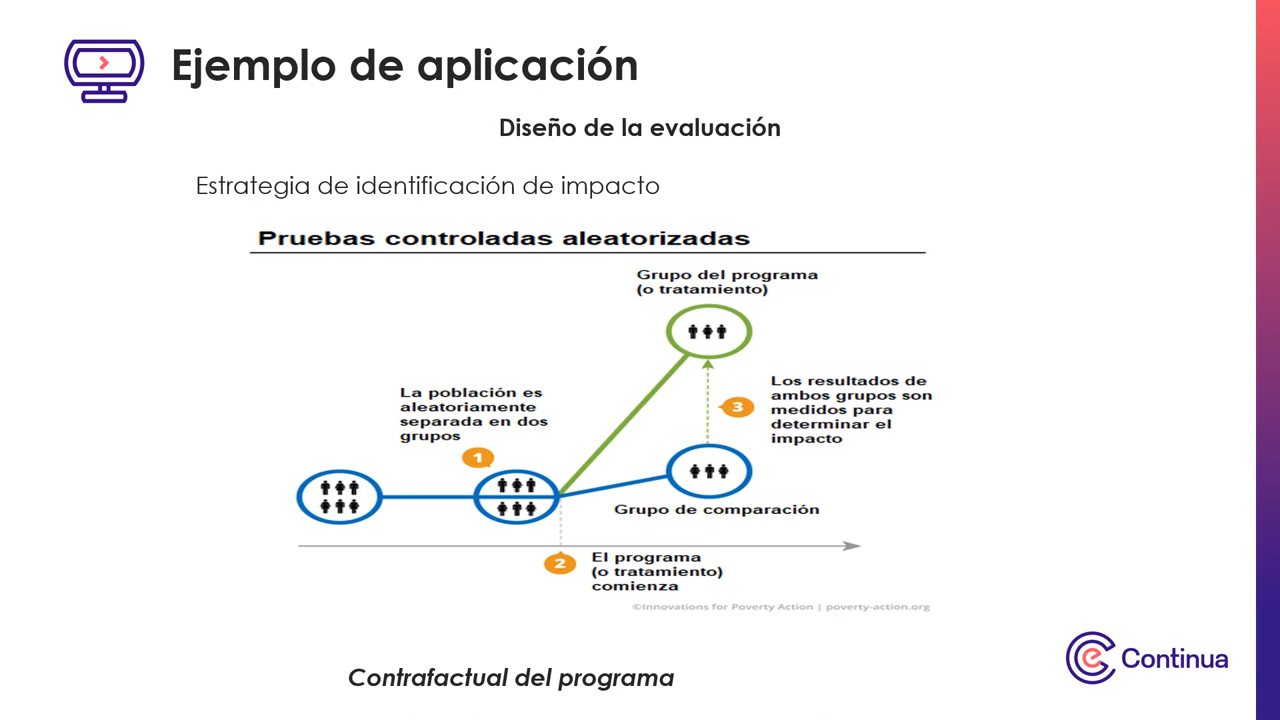 Ejemplo de aplicación
Diseño de la evaluación
Estrategia de identificación de impacto
Pruebas controladas aleatorizadas
Grupo del programa
(o tratamiento)
La población es
aleatoriamente
separada en dos
grupos
1
3
Los resultados de
ambos grupos son
medidos para
determinar el
impacto
Grupo de comparación
2
El programa
(o tratamiento)
comienza
©Innovations for Poverty Action | poverty-action.org
Contrafactual del programa
e Continua